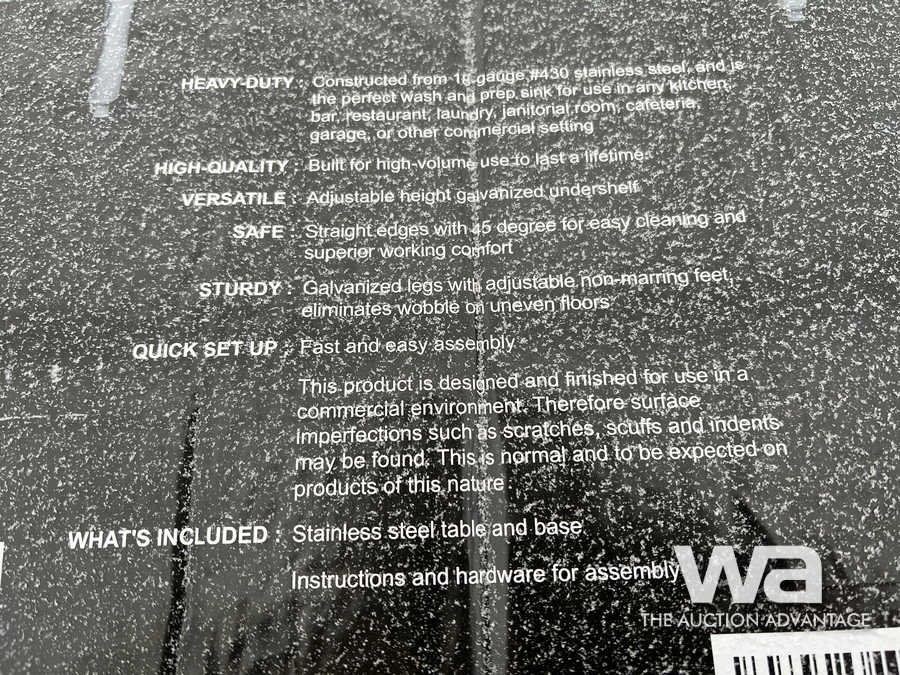 HEAVY-DUTY : Constructed from gauge #430 stainless steel, and is
the perfect wash and prep sink for use in any kitchen,
bar, restaurant, laundry, janitorial room, cafeteria,
garage, or other commercial setting
HIGH-QUALITY : Built for high-volume use to last a lifetime
VERSATILE : Adjustable height galvanized undershelf
SAFE : Straight edges with 45 degree for easy cleaning and
superior working comfort
STURDY : Galvanized legs with adjustable non-marring feet,
eliminates wobble on uneven floors
QUICK SET UP : Fast and easy assembly
This product is designed and finished for use in a
commercial environment. Therefore surface
imperfections such as scratches, scuffs and indents
may be found. This is normal and to be expected on
products of this nature.
WHAT'S INCLUDED : Stainless steel table and base
Instructions and hardware for assembly
wa
THE AUCTION ADVANTAGE